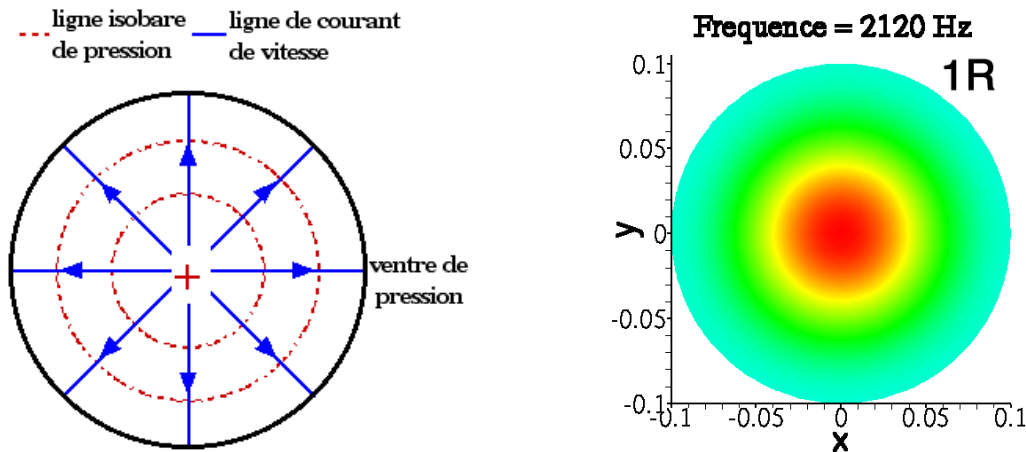 ligne isobare
de pression
ligne de courant
de vitesse
+
ventre de
pression
Frequence = 2120 Hz
1R
0.1
0.05
y
0
-0.05
-0.1
-0.1 -0.05 0 0.05 0.1
x